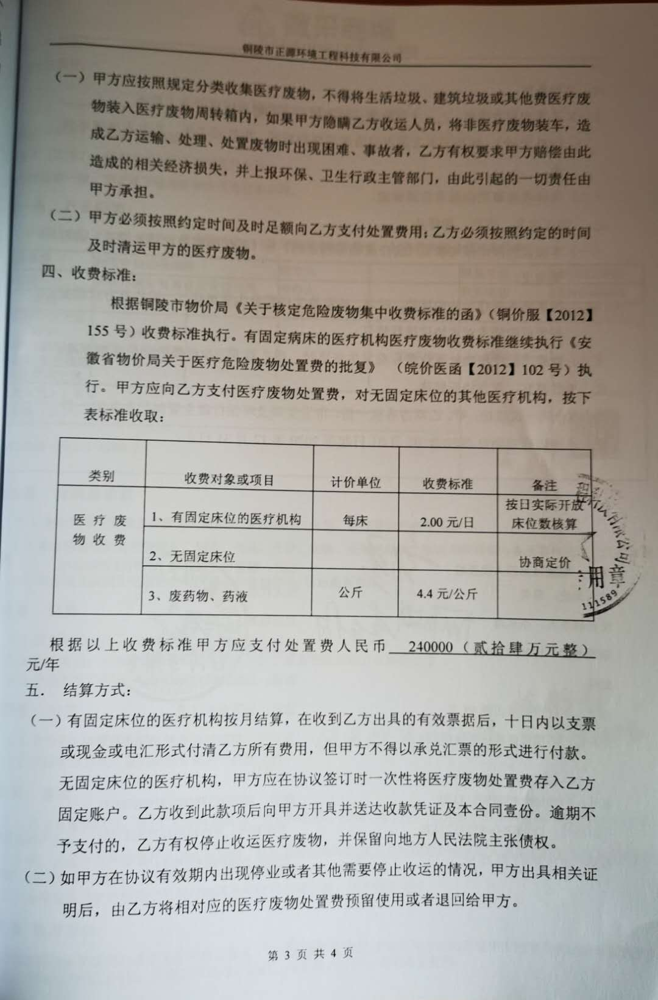 铜陵市正源环境工程科技有限公司
（一）甲方应按照规定分类收集医疗废物，不得将生活垃圾、建筑垃圾或其他费医疗废
物装入医疗废物周转箱内，如果甲方隐瞒乙方收运人员，将非医疗废物装车，造
成乙方运输、处理、处置废物时出现困难、事故者，乙方有权要求甲方赔偿由此
造成的相关经济损失，并上报环保、卫生行政主管部门，由此引起的一切责任由
甲方承担。
（二）甲方必须按照约定时间及时足额向乙方支付处置费用；乙方必须按照约定的时间
及时清运甲方的医疗废物。
四、收费标准：
根据铜陵市物价局《关于核定危险废物集中收费标准的函》（铜价服【2012】
155 号）收费标准执行。有固定病床的医疗机构医疗废物收费标准继续执行《安
徽省物价局关于医疗危险废物处置费的批复》 （皖价医函【2012】102 号）执
行。甲方应向乙方支付医疗废物处置费，对无固定床位的其他医疗机构，按下
表标准收取：
类别 收费对象或项目 计价单位 收费标准 备注
医疗废
物收费
1、有固定床位的医疗机构 每床 2.00 元/日
按日实际开放
床位数核算
2、无固定床位 协商定价
3、废药物、药液 公斤 4.4 元/公斤
有限公司
用章
111589
根据以上收费标准甲方应支付处置费人民币 240000（贰拾肆万元整）
元/年
五． 结算方式：
（一）有固定床位的医疗机构按月结算，在收到乙方出具的有效票据后，十日内以支票
或现金或电汇形式付清乙方所有费用，但甲方不得以承兑汇票的形式进行付款。
无固定床位的医疗机构，甲方应在协议签订时一次性将医疗废物处置费存入乙方
固定账户。乙方收到此款项后向甲方开具并送达收款凭证及本合同壹份。逾期不
予支付的，乙方有权停止收运医疗废物，并保留向地方人民法院主张债权。
（二）如甲方在协议有效期内出现停业或者其他需要停止收运的情况，甲方出具相关证
明后，由乙方将相对应的医疗废物处置费预留使用或者退回给甲方。
第 3 页 共 4 页